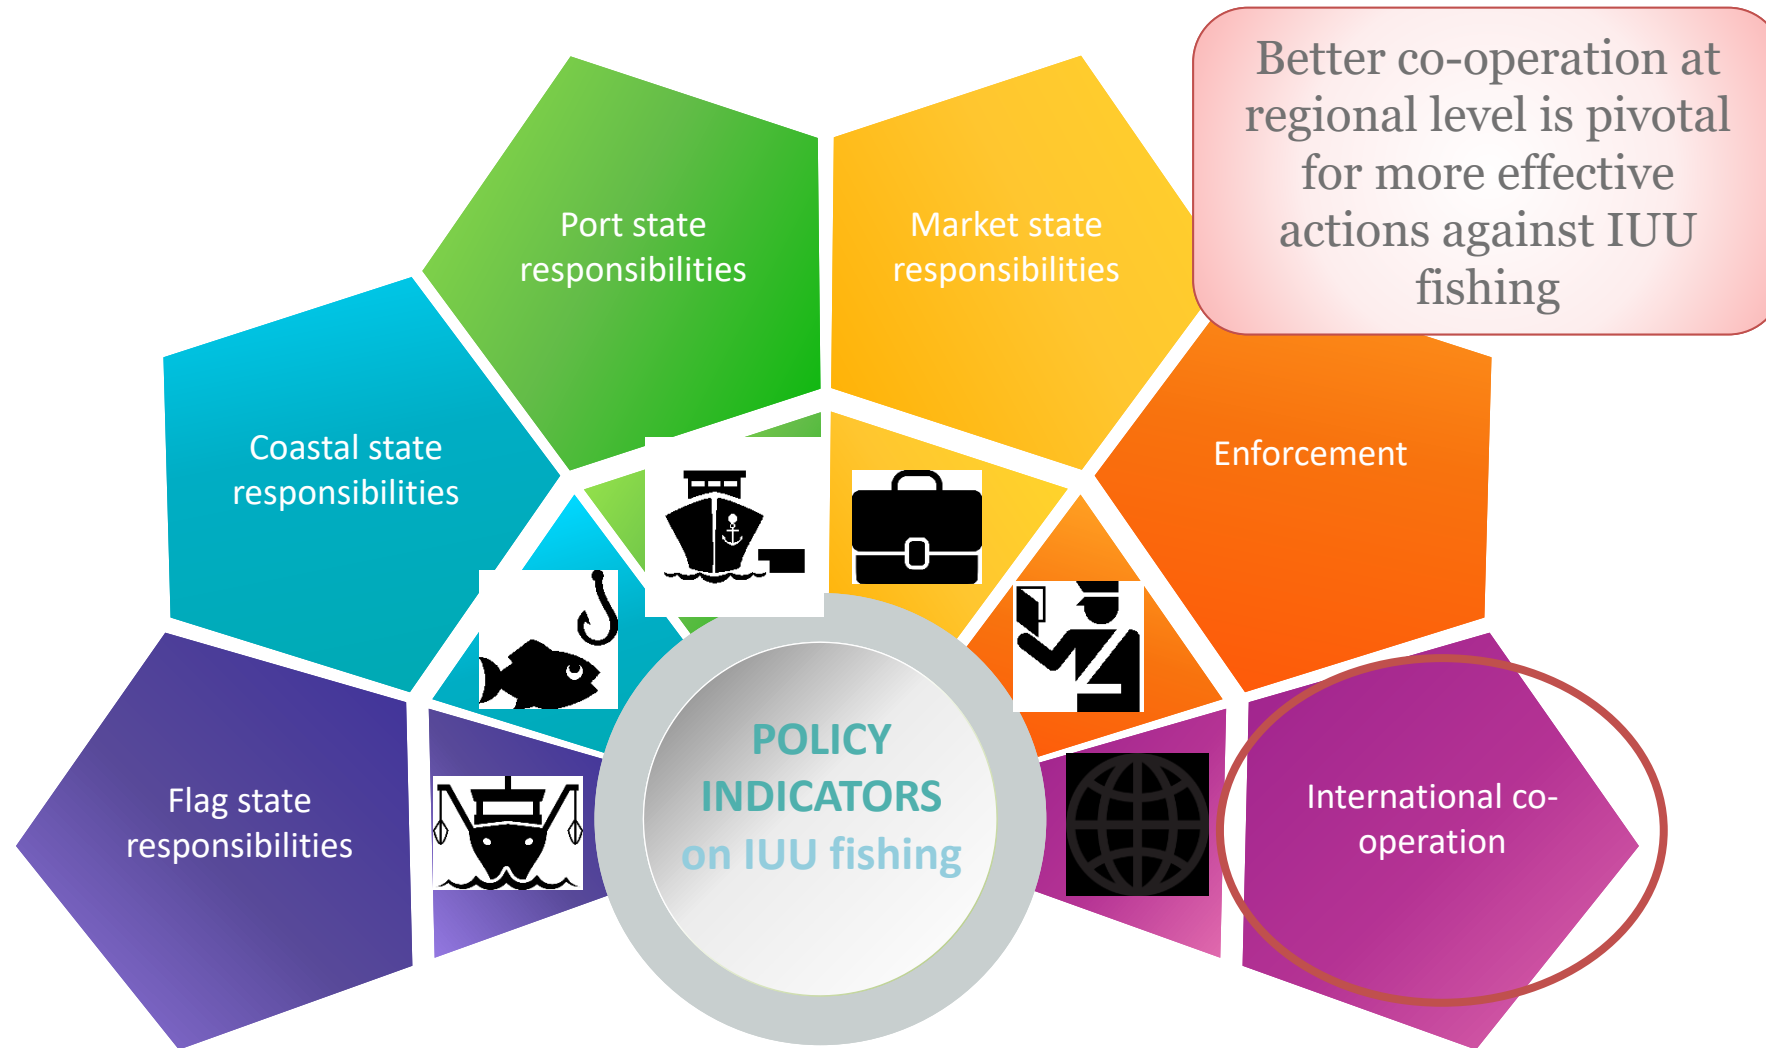 Better co-operation at
regional level is pivotal
for more effective
actions against IUU
fishing
Port state
responsibilities
Market state
responsibilities
Coastal state
responsibilities
Enforcement
Flag state
responsibilities
POLICY
INDICATORS
on IUU fishing
International co-
operation